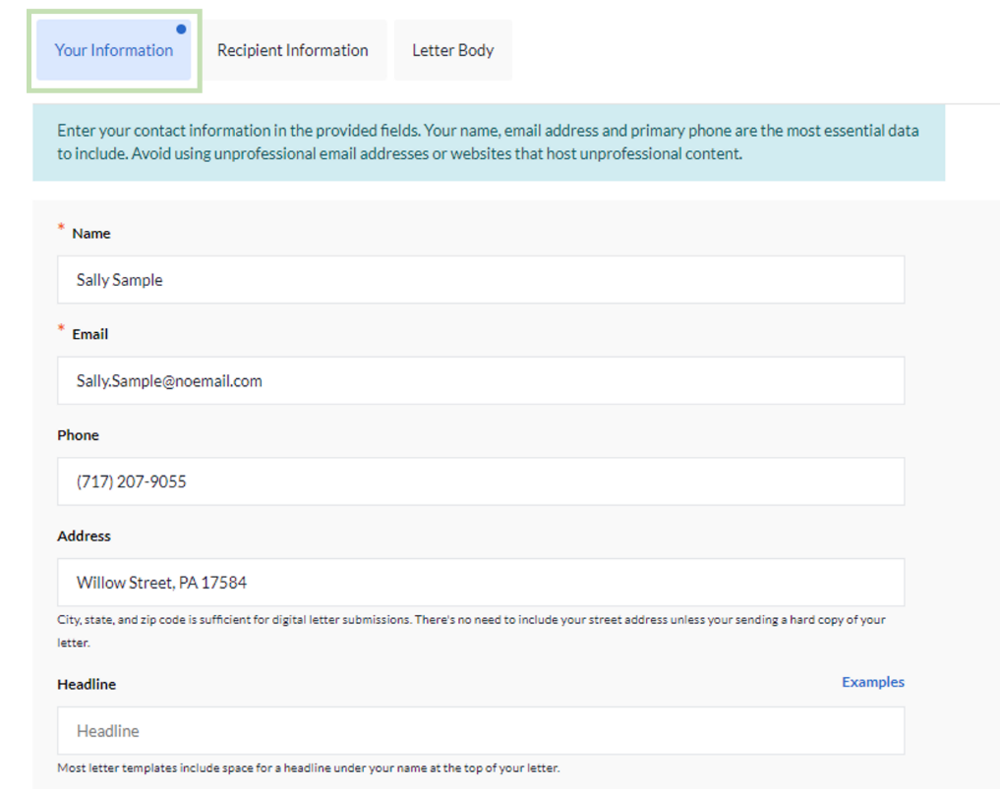 Your Information
Recipient Information
Letter Body
Enter your contact information in the provided fields. Your name, email address and primary phone are the most essential data
to include. Avoid using unprofessional email addresses or websites that host unprofessional content.
* Name
Sally Sample
* Email
Sally.Sample@noemail.com
Phone
(717) 207-9055
Address
Willow Street, PA 17584
City, state, and zip code is sufficient for digital letter submissions. There's no need to include your street address unless your sending a hard copy of your
letter.
Headline
Examples
Headline
Most letter templates include space for a headline under your name at the top of your letter.